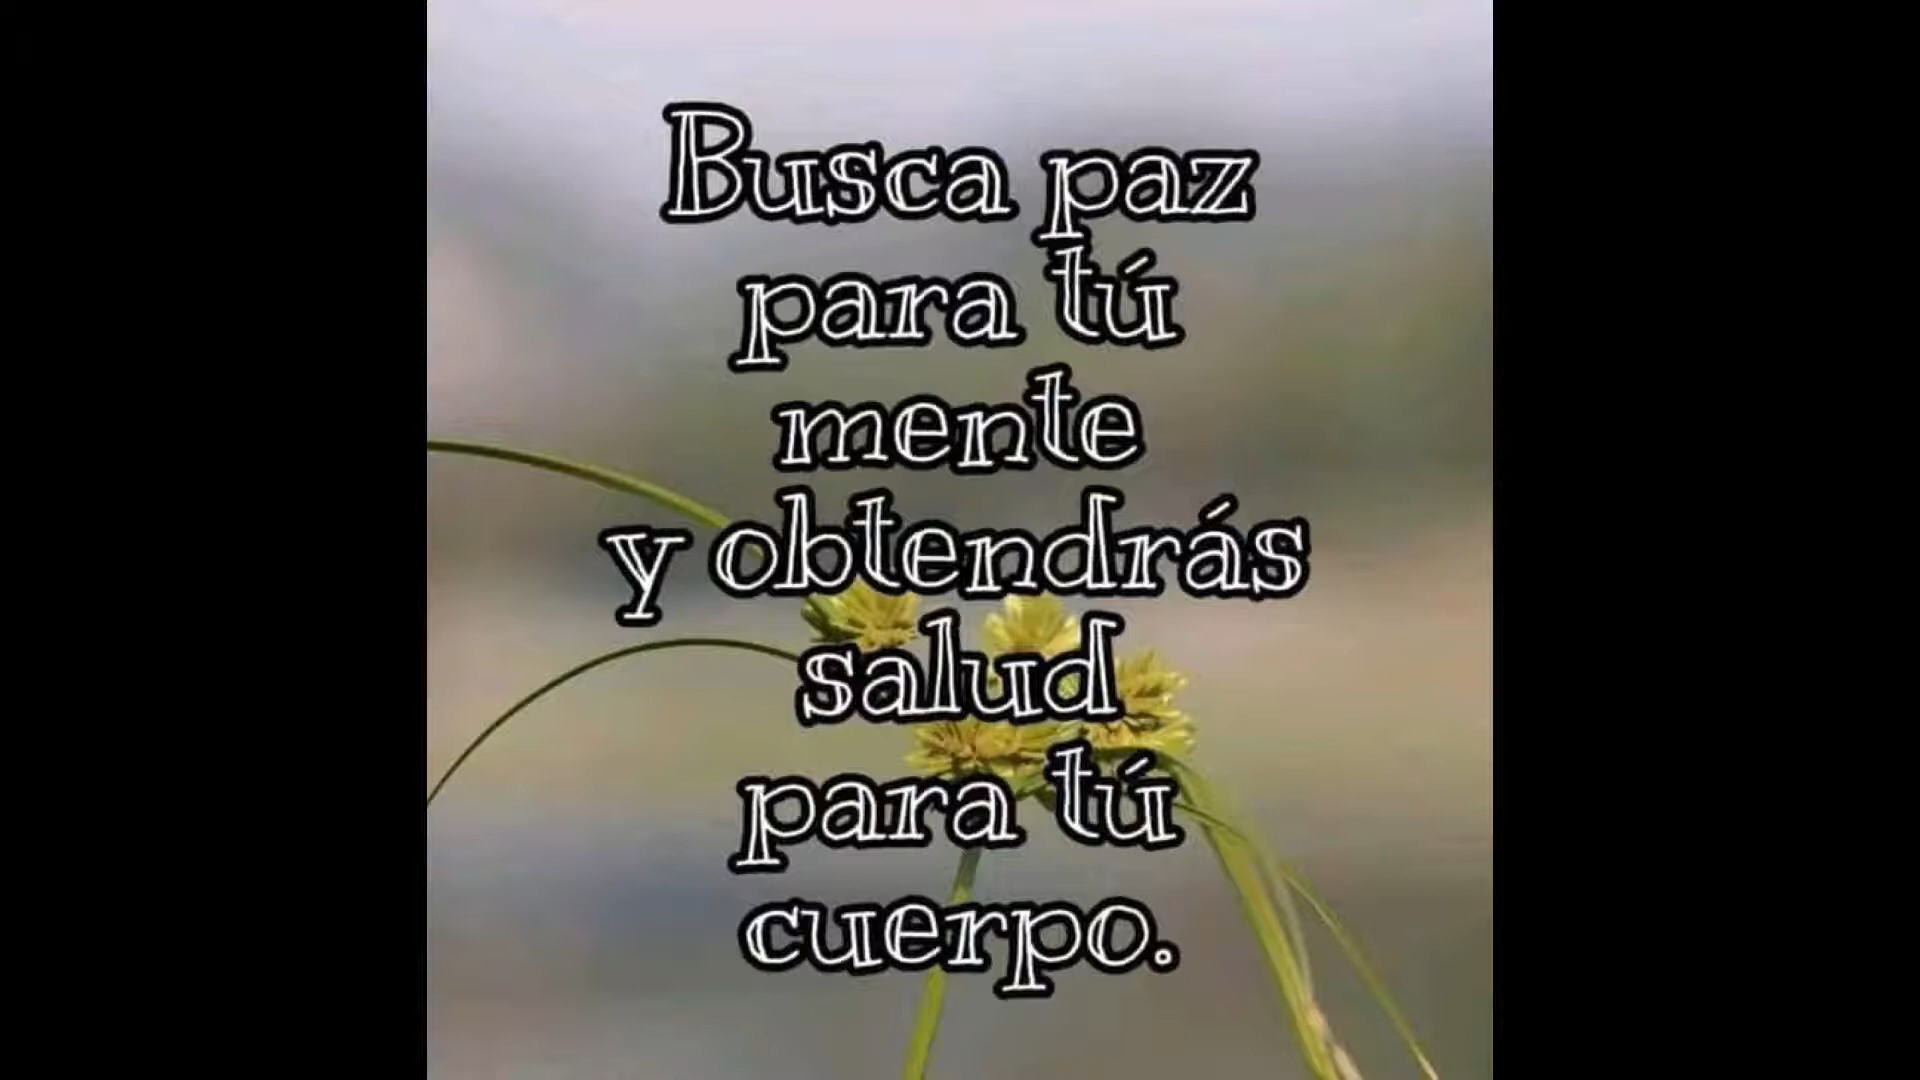 Busca paz
para tú
mente
y obtendrás
salud
para tú
cuerpo.